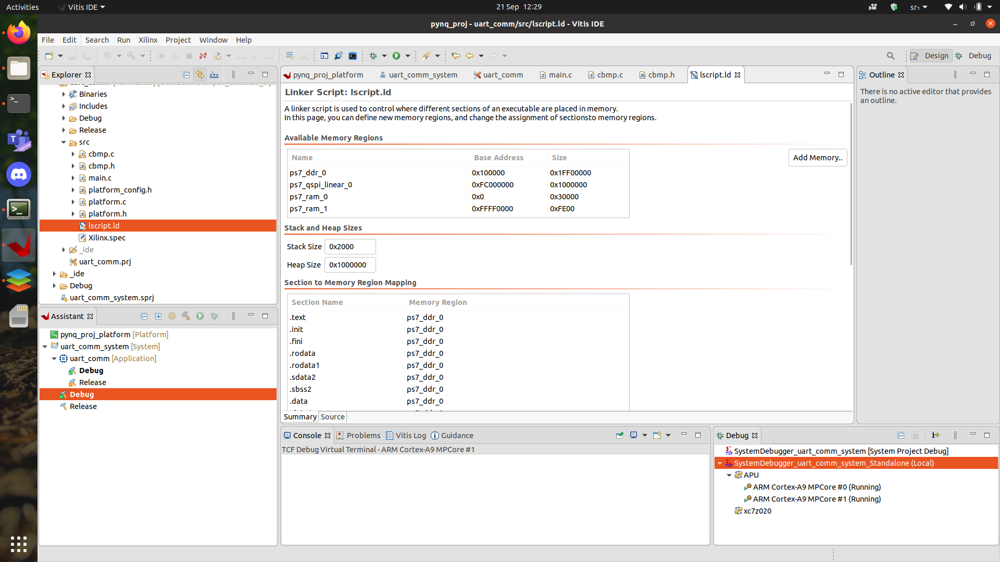 Activities
Vitis IDE
21 Sep 12:29
sr₁
pynq_proj - uart_comm/src/lscript.ld - Vitis IDE
File Edit Search Run Xilinx Project Window Help
Design
Debug
Explorer
Binaries
Includes
Debug
Release
src
cbmp.c
cbmp.h
main.c
platform_config.h
platform.c
platform.h
lscript.ld
Xilinx.spec
_ide
uart_comm.prj
_ide
Debug
uart_comm_system.sprj
Assistant
pynq_proj_platform [Platform]
uart_comm_system [System]
uart_comm [Application]
Debug
Release
Debug
Release
pynq_proj_platform uart_comm_system uart_comm main.c cbmp.c cbmp.h lscript.ld
Linker Script: lscript.ld
A linker script is used to control where different sections of an executable are placed in memory.
In this page, you can define new memory regions, and change the assignment of sectionsto memory regions.
Available Memory Regions
Name Base Address Size
ps7_ddr_0 0x100000 0x1FF00000
ps7_qspi_linear_0 0xFC000000 0x1000000
ps7_ram_0 0x0 0x30000
ps7_ram_1 0xFFFF0000 0xFE00
Add Memory..
Stack and Heap Sizes
Stack Size 0x2000
Heap Size 0x1000000
Section to Memory Region Mapping
Section Name Memory Region
.text ps7_ddr_0
.init ps7_ddr_0
.fini ps7_ddr_0
.rodata ps7_ddr_0
.rodata1 ps7_ddr_0
.sdata2 ps7_ddr_0
.sbss2 ps7_ddr_0
.data ps7_ddr_0
Summary Source
Outline
There is no active editor that provides
an outline.
Console Problems Vitis Log Guidance
TCF Debug Virtual Terminal - ARM Cortex-A9 MPCore #1
Debug
SystemDebugger_uart_comm_system [System Project Debug]
SystemDebugger_uart_comm_system_Standalone (Local)
APU
ARM Cortex-A9 MPCore #0 (Running)
ARM Cortex-A9 MPCore #1 (Running)
xc7z020